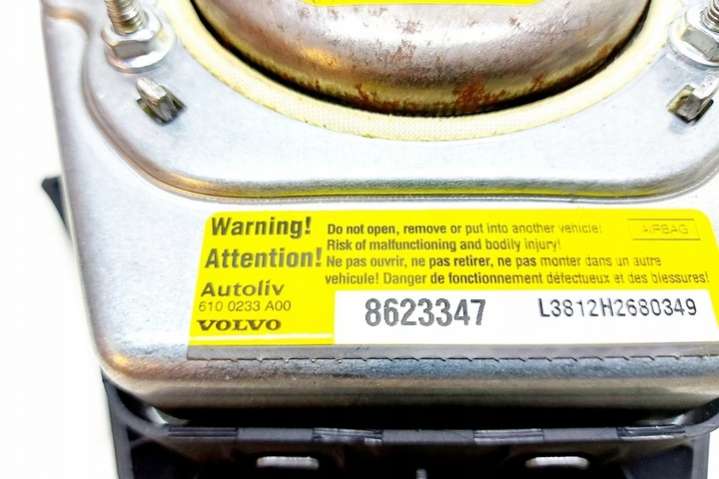 Warning! Do not open, remove or put into another vehicle! AIRBAG
Risk of malfunctioning and bodily injury!
Attention! Ne pas ouvrir, ne pas retirer, ne pas monter dans un autre
vehicule! Danger de fonctionnement défectueux et des blessures!
Autoliv
610 0233 A00
VOLVO
8623347
L3812H2680349